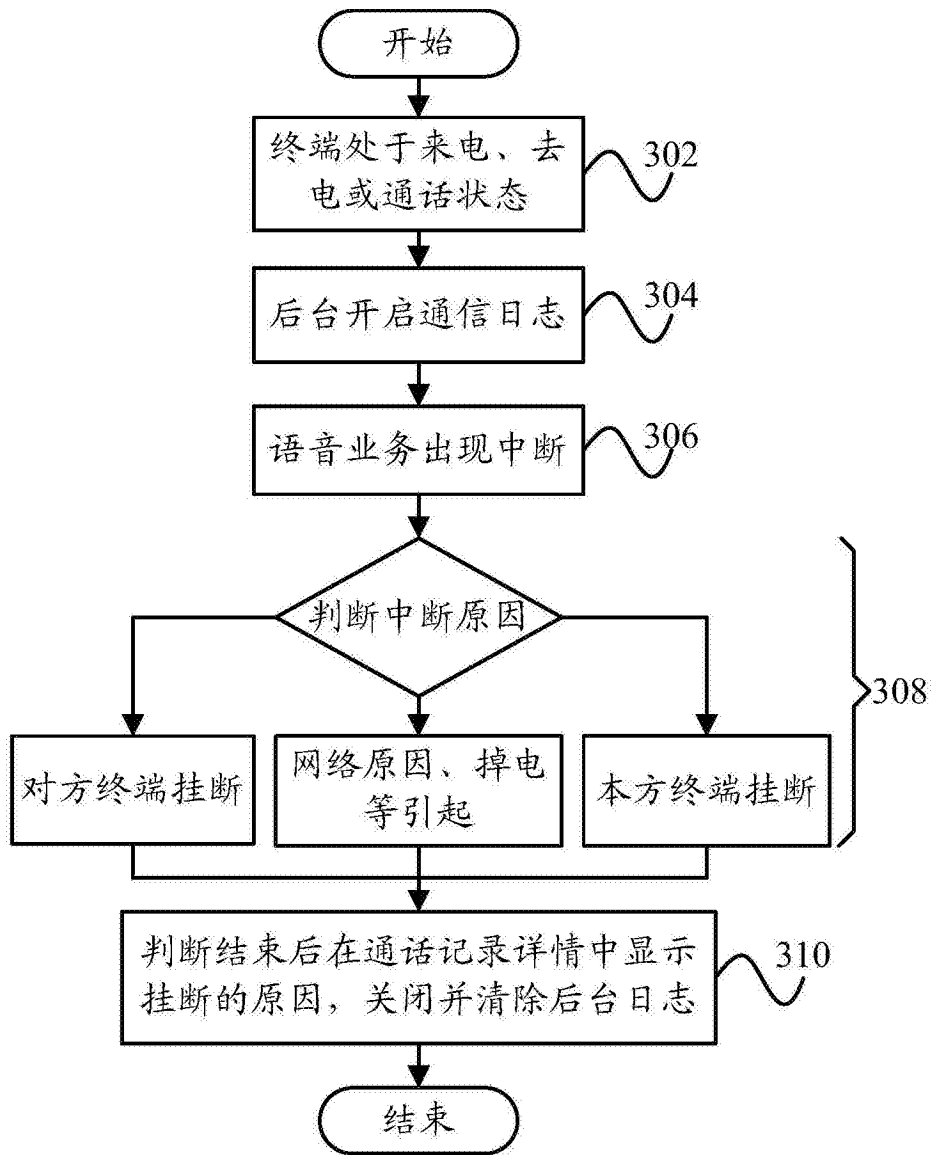 开始
终端处于来电、去
电或通话状态
302
后台开启通信日志
304
语音业务出现中断
306
判断中断原因
308
对方终端挂断
网络原因、掉电
等引起
本方终端挂断
判断结束后在通话记录详情中显示
挂断的原因，关闭并清除后台日志
310
结束